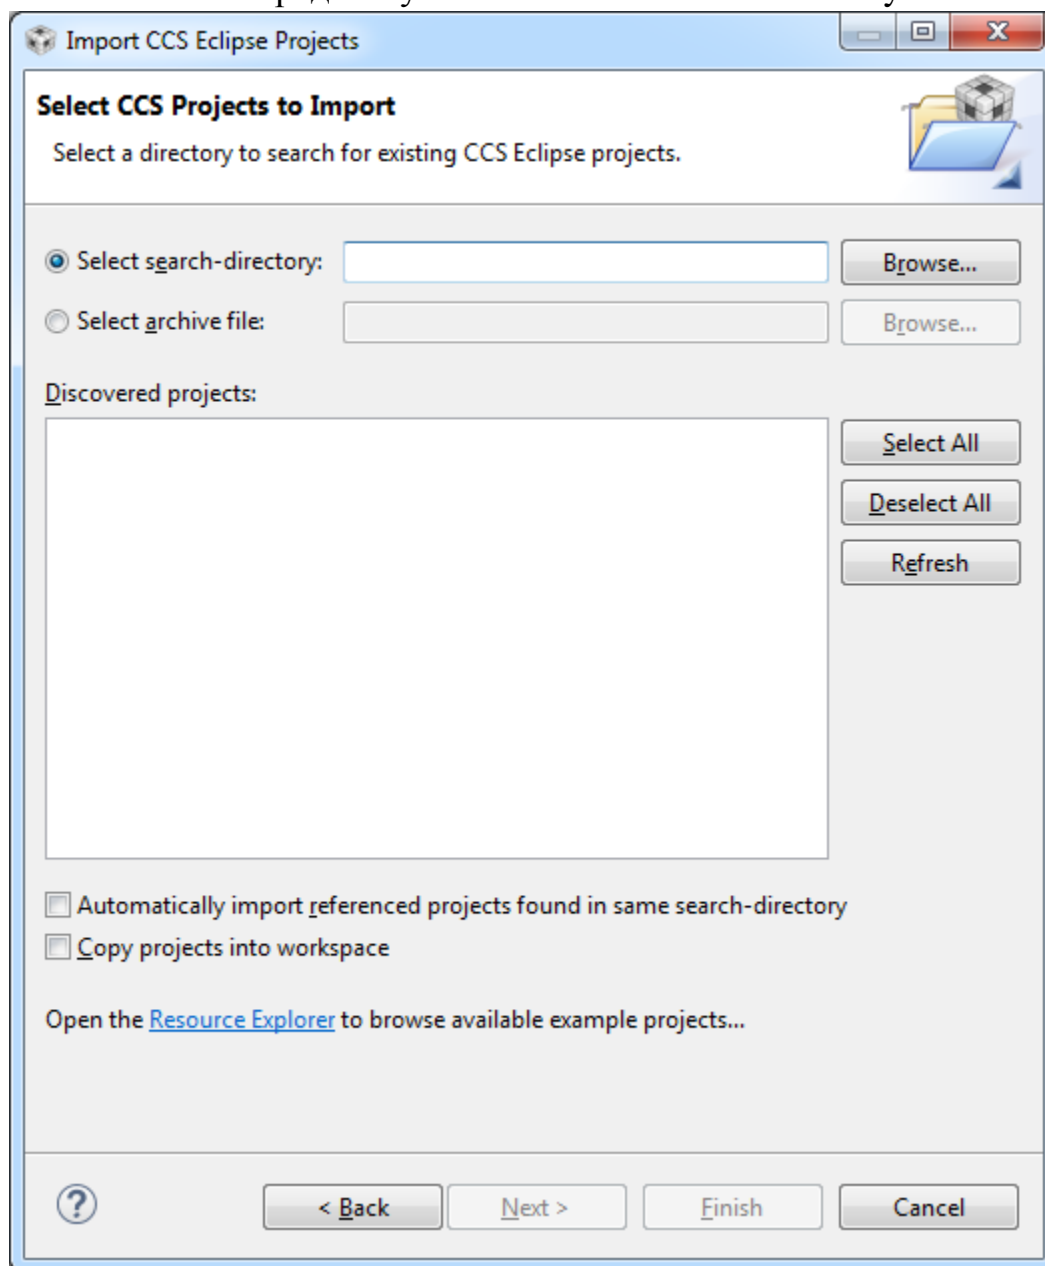 Import CCS Eclipse Projects
Select CCS Projects to Import
Select a directory to search for existing CCS Eclipse projects.
Select search-directory: Browse...
Select archive file: Browse...
Discovered projects:
Select All
Deselect All
Refresh
Automatically import referenced projects found in same search-directory
Copy projects into workspace
Open the Resource Explorer to browse available example projects...
< Back Next > Finish Cancel